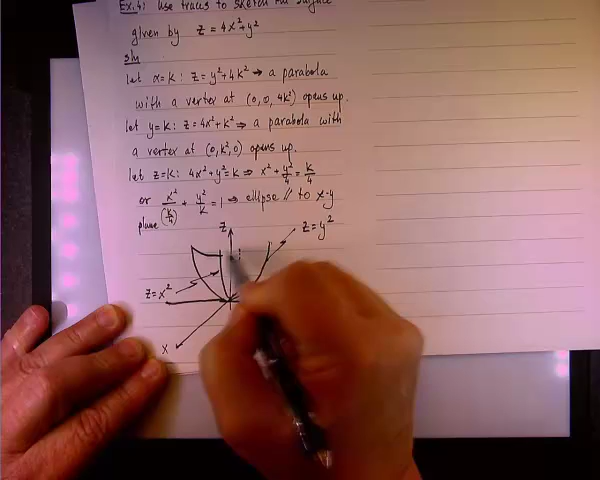 Ex.4: Use traces to sketch the surface
given by z = 4x²+y²
Sln
Let x=k: z=y²+4k² → a parabola
with a vertex at (0, 0, 4k²) opens up.
Let y=k: z=4x²+k² ⇒ a parabola with
a vertex at (0,k²,0) opens up.
Let z=k: 4x²+y²=k ⇒ x²+y²/4=k/4
or x²/(k/4) + y²/k = 1 ⇒ ellipse // to x-y
plane
z
z=y²
z=x²
x